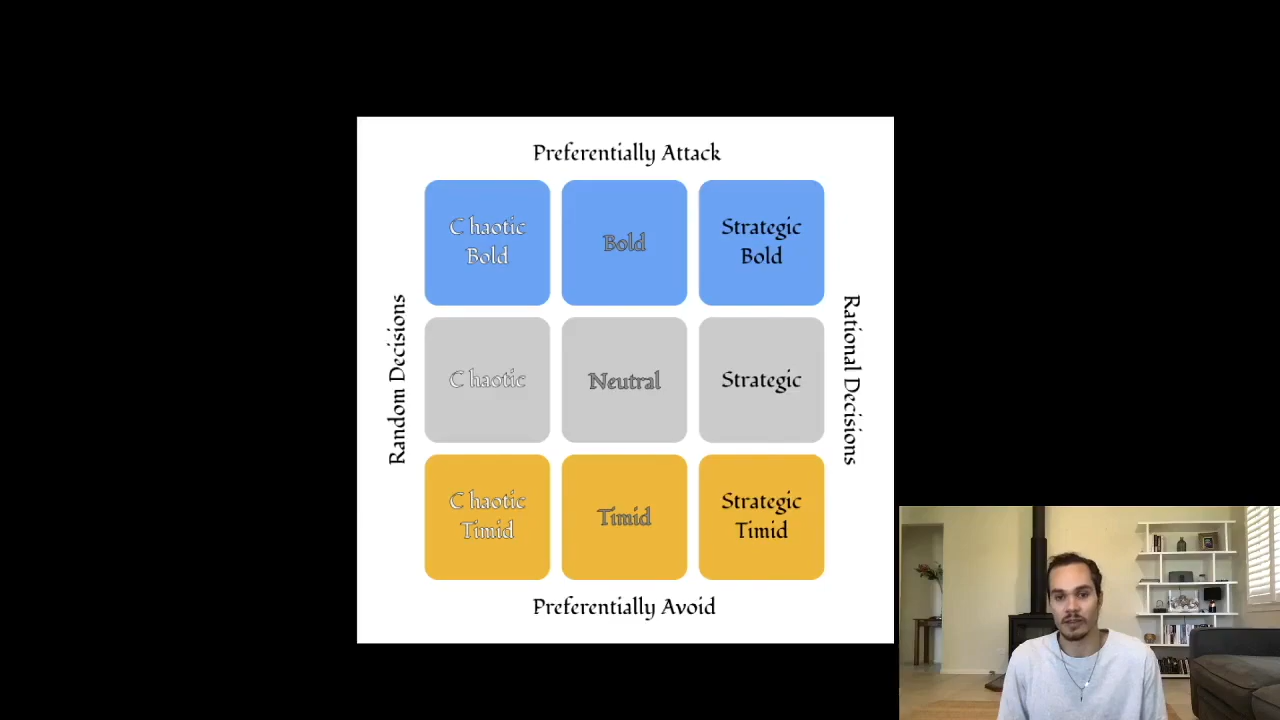 Preferentially Attack
Chaotic
Bold
Bold
Strategic
Bold
Random Decisions
Chaotic
Neutral
Strategic
Rational Decisions
Chaotic
Timid
Timid
Strategic
Timid
Preferentially Avoid